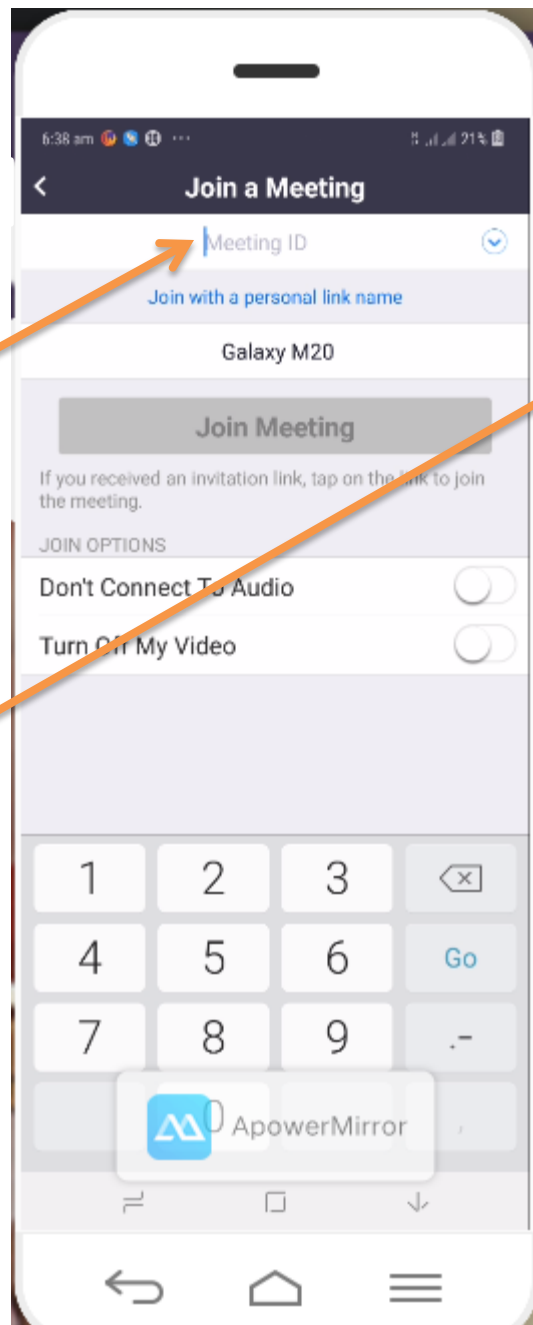 6:38 am ... 21%
Join a Meeting
Meeting ID
Join with a personal link name
Galaxy M20
Join Meeting
If you received an invitation link, tap on the link to join
the meeting.
JOIN OPTIONS
Don't Connect To Audio
Turn Off My Video
1 2 3
4 5 6 Go
7 8 9 .-
0 ,
ApowerMirror